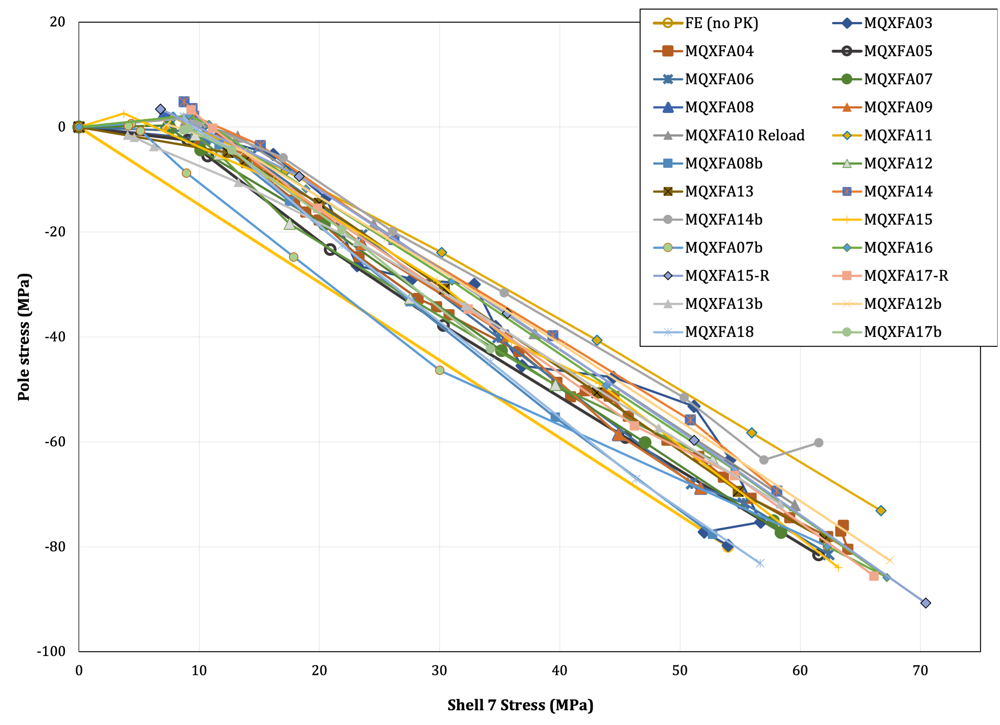 20
0
-20
-40
-60
-80
-100
Pole stress (MPa)
0 10 20 30 40 50 60 70
Shell 7 Stress (MPa)
FE (no PK) MQXFA03
MQXFA04 MQXFA05
MQXFA06 MQXFA07
MQXFA08 MQXFA09
MQXFA10 Reload MQXFA11
MQXFA08b MQXFA12
MQXFA13 MQXFA14
MQXFA14b MQXFA15
MQXFA07b MQXFA16
MQXFA15-R MQXFA17-R
MQXFA13b MQXFA12b
MQXFA18 MQXFA17b